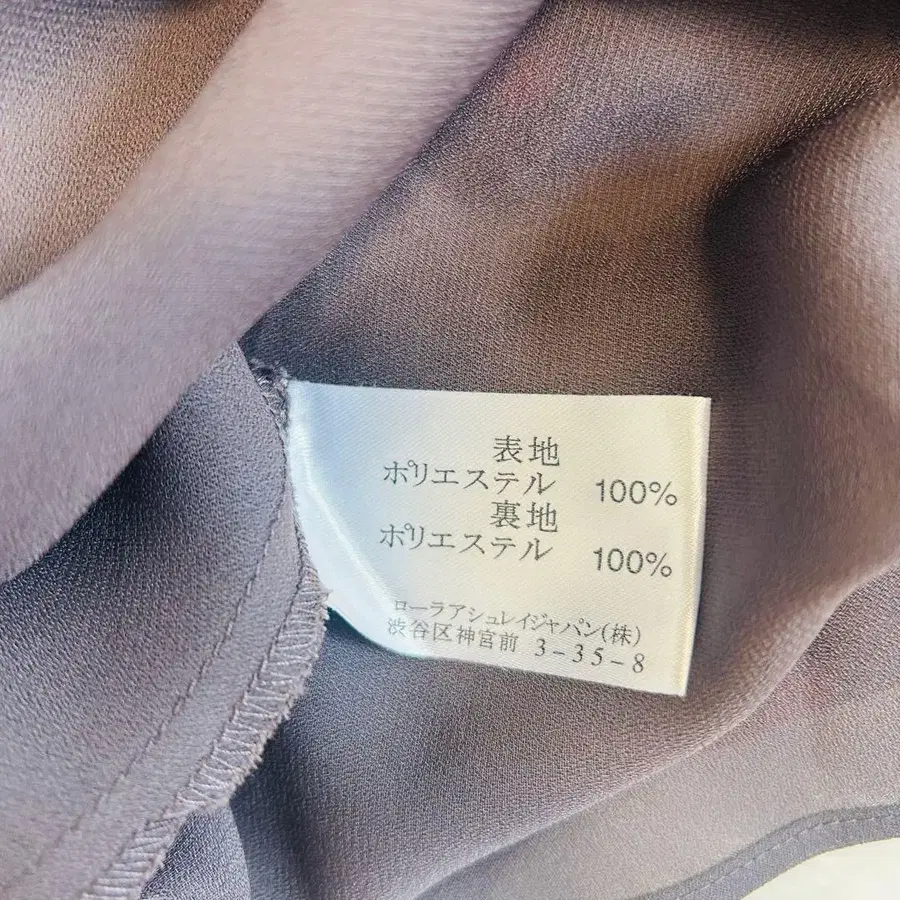 表地
ポリエステル 100%
裏地
ポリエステル 100%
ローラアシュレイジャパン(株)
渋谷区神宮前 3-35-8